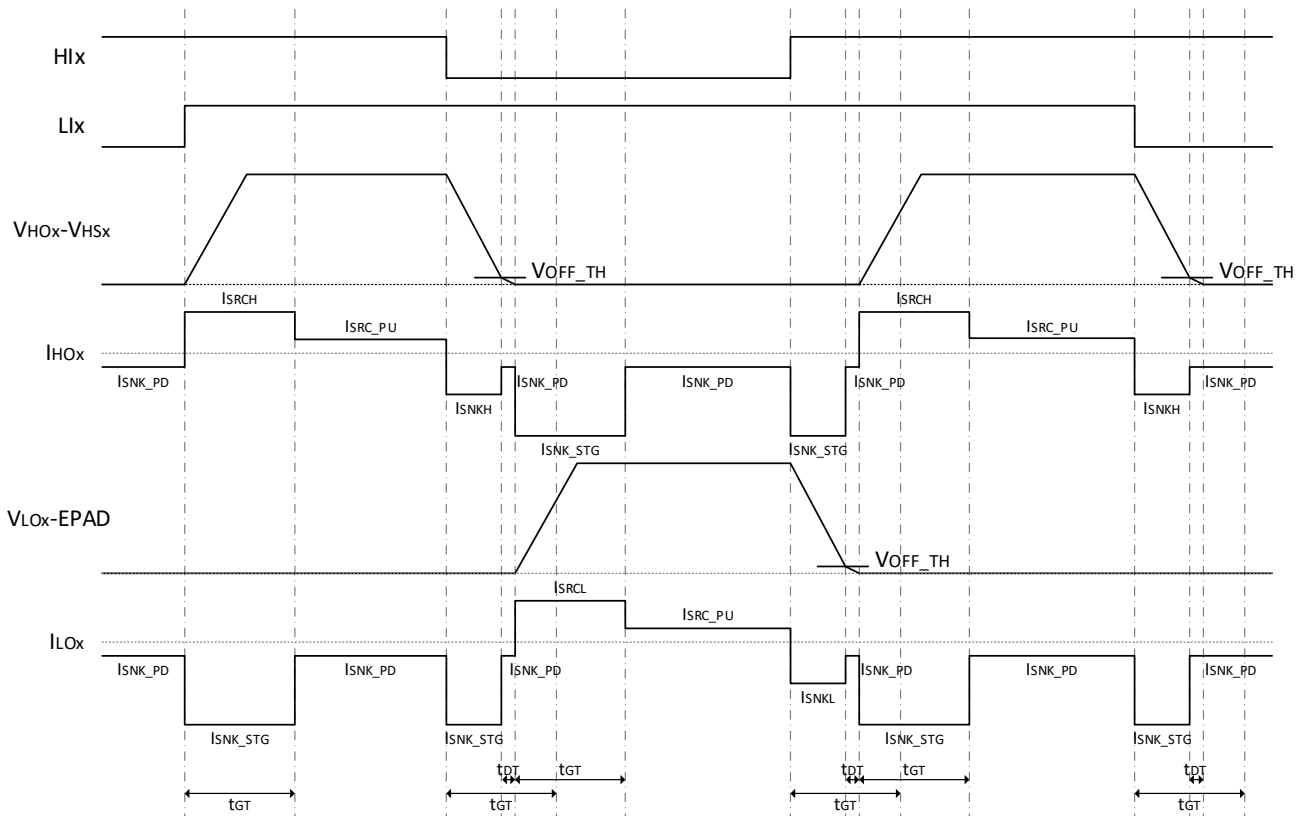 HIx
LIx
VHOx-VHSx
VOFF_TH VOFF_TH
ISRCH ISRCH
ISRC_PU ISRC_PU
IHOx
ISNK_PD ISNK_PD ISNK_PD ISNK_PD ISNK_PD
ISNKH ISNKH
ISNK_STG ISNK_STG
VLOx-EPAD
VOFF_TH
ISRCL
ISRC_PU
ILOx
ISNK_PD ISNK_PD ISNK_PD ISNK_PD ISNK_PD ISNK_PD
ISNKL
ISNK_STG ISNK_STG ISNK_STG ISNK_STG
tDT tGT tDT tGT tDT
tGT tGT tGT tGT